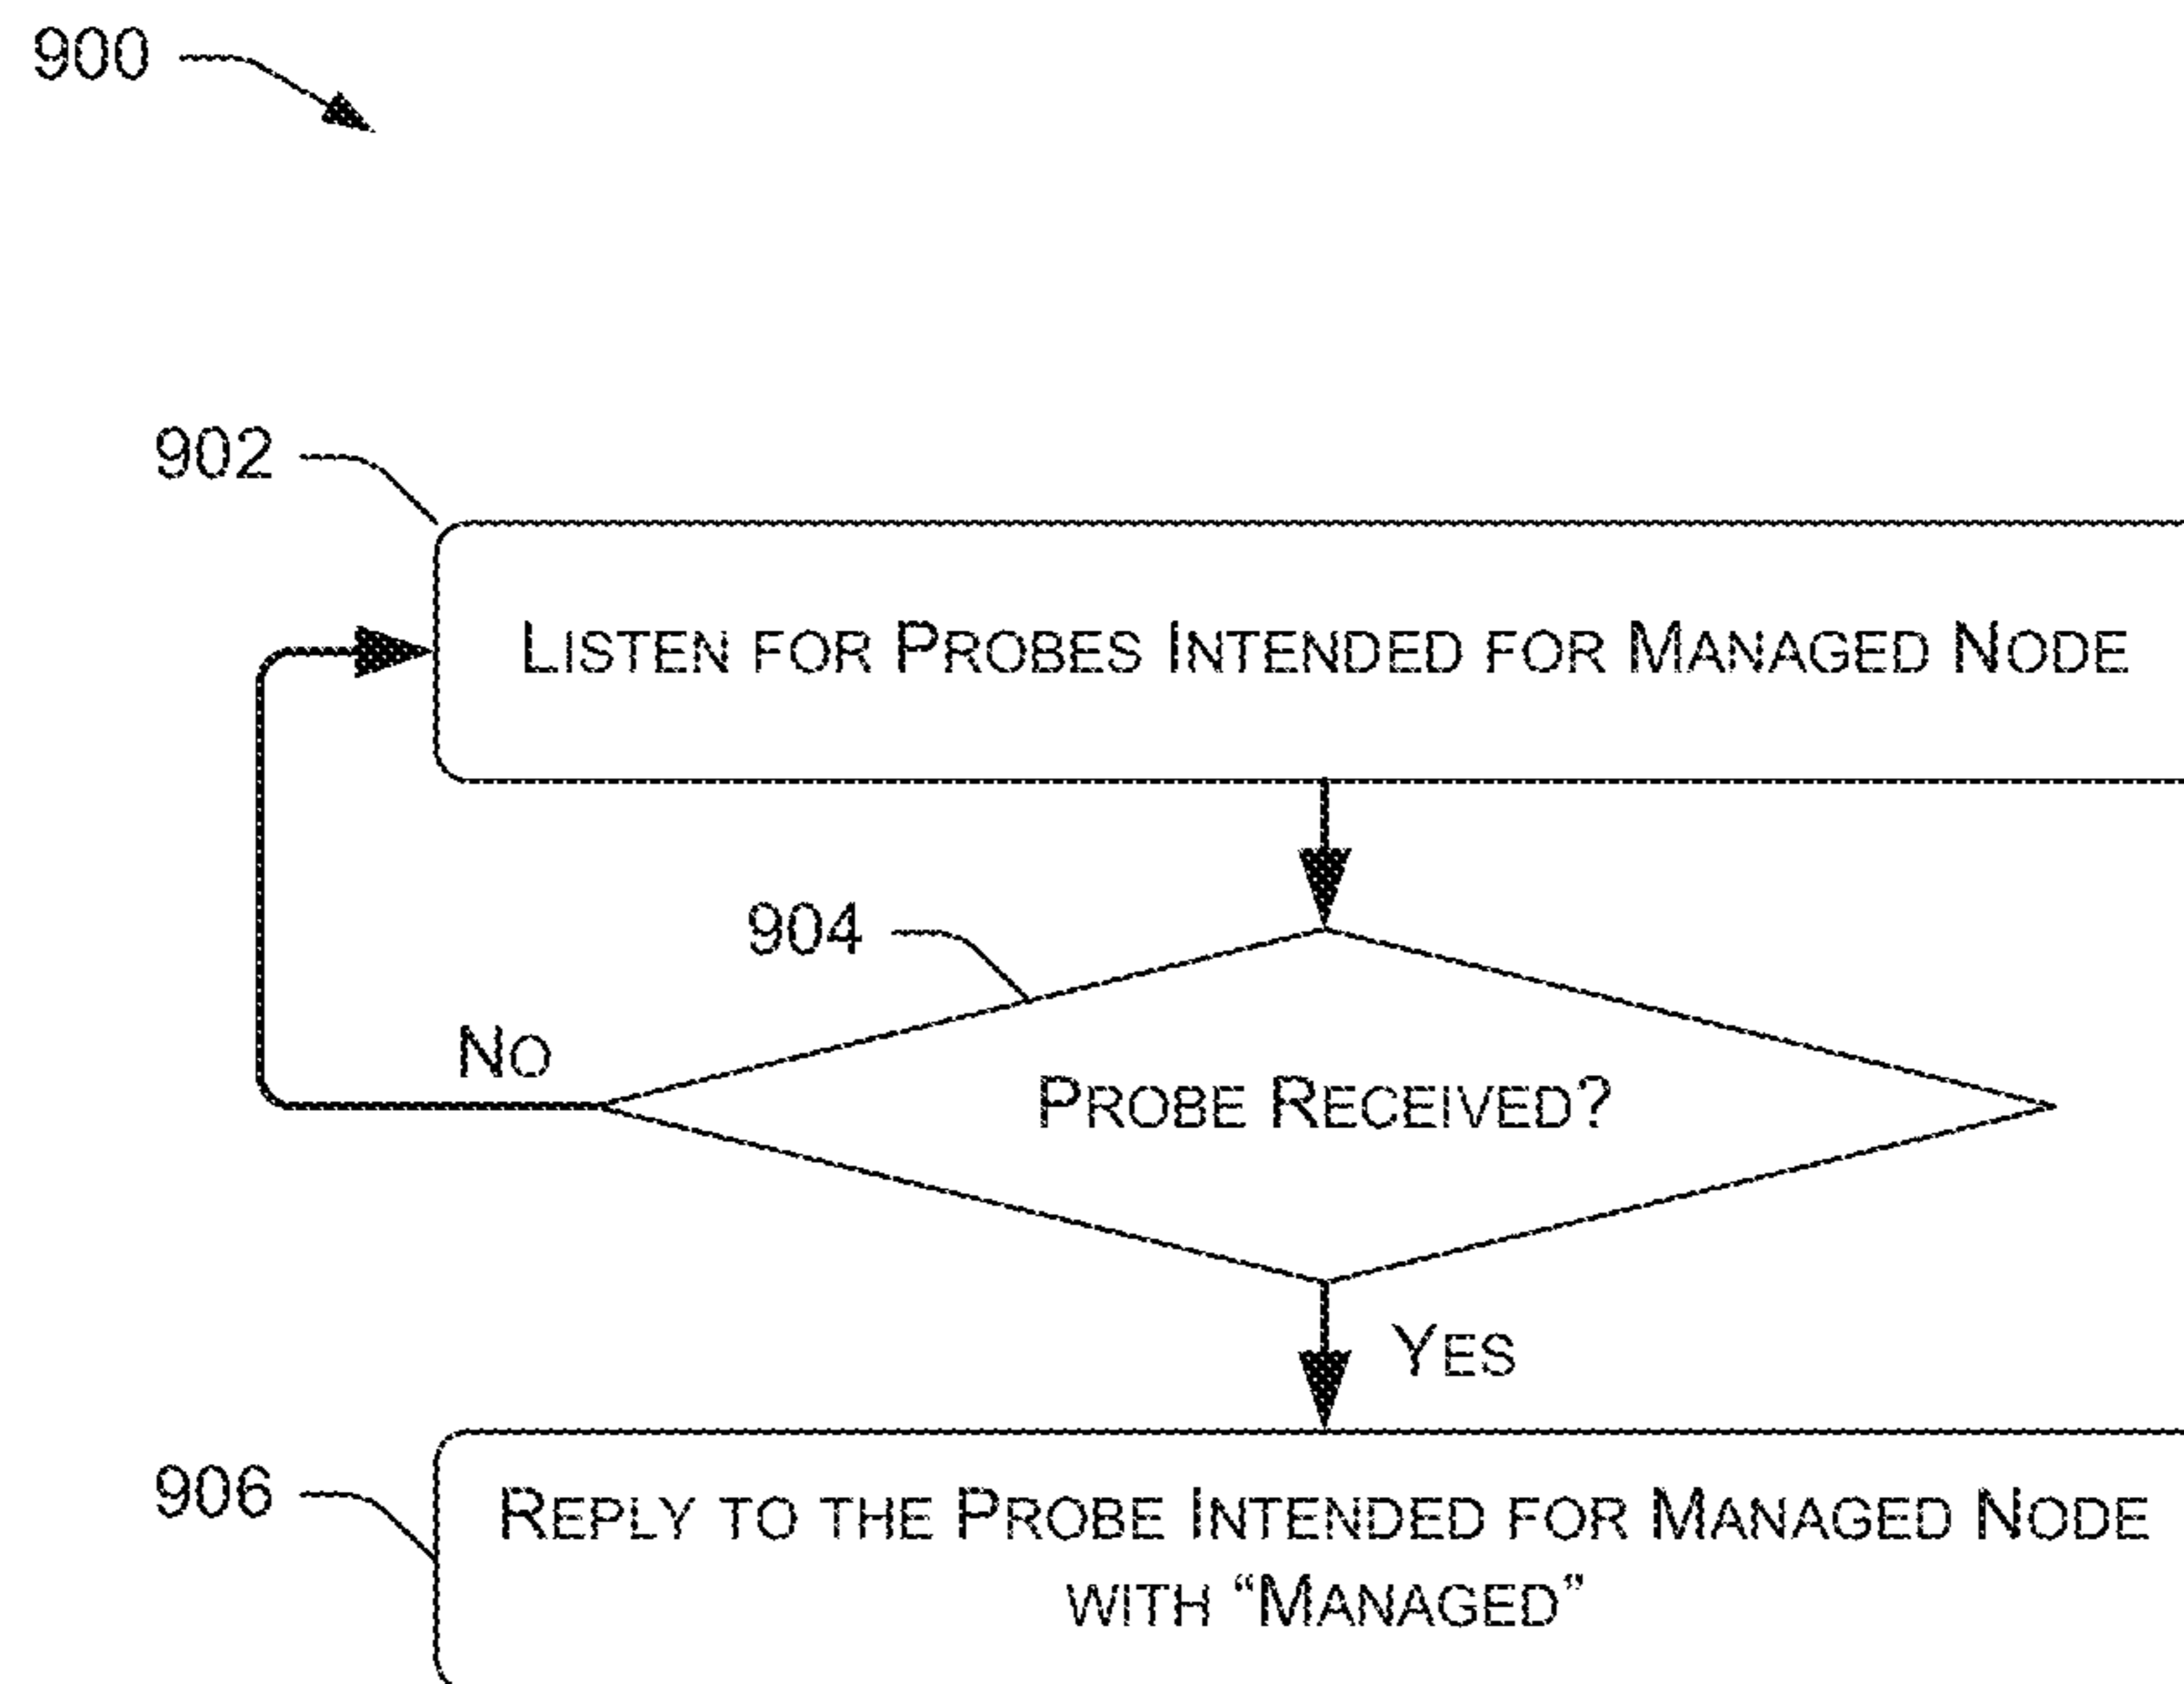 900
902
LISTEN FOR PROBES INTENDED FOR MANAGED NODE
904
NO
PROBE RECEIVED?
YES
906
REPLY TO THE PROBE INTENDED FOR MANAGED NODE
WITH “MANAGED”